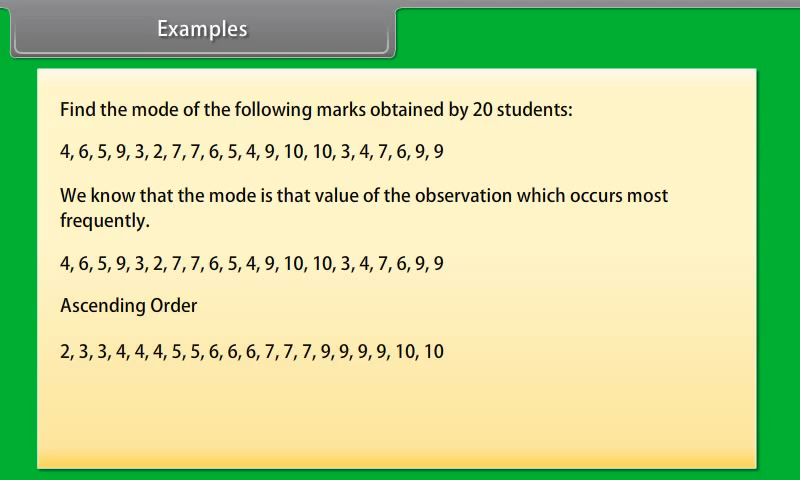 Examples
Find the mode of the following marks obtained by 20 students:
4, 6, 5, 9, 3, 2, 7, 7, 6, 5, 4, 9, 10, 10, 3, 4, 7, 6, 9, 9
We know that the mode is that value of the observation which occurs most
frequently.
4, 6, 5, 9, 3, 2, 7, 7, 6, 5, 4, 9, 10, 10, 3, 4, 7, 6, 9, 9
Ascending Order
2, 3, 3, 4, 4, 4, 5, 5, 6, 6, 6, 7, 7, 7, 9, 9, 9, 9, 10, 10